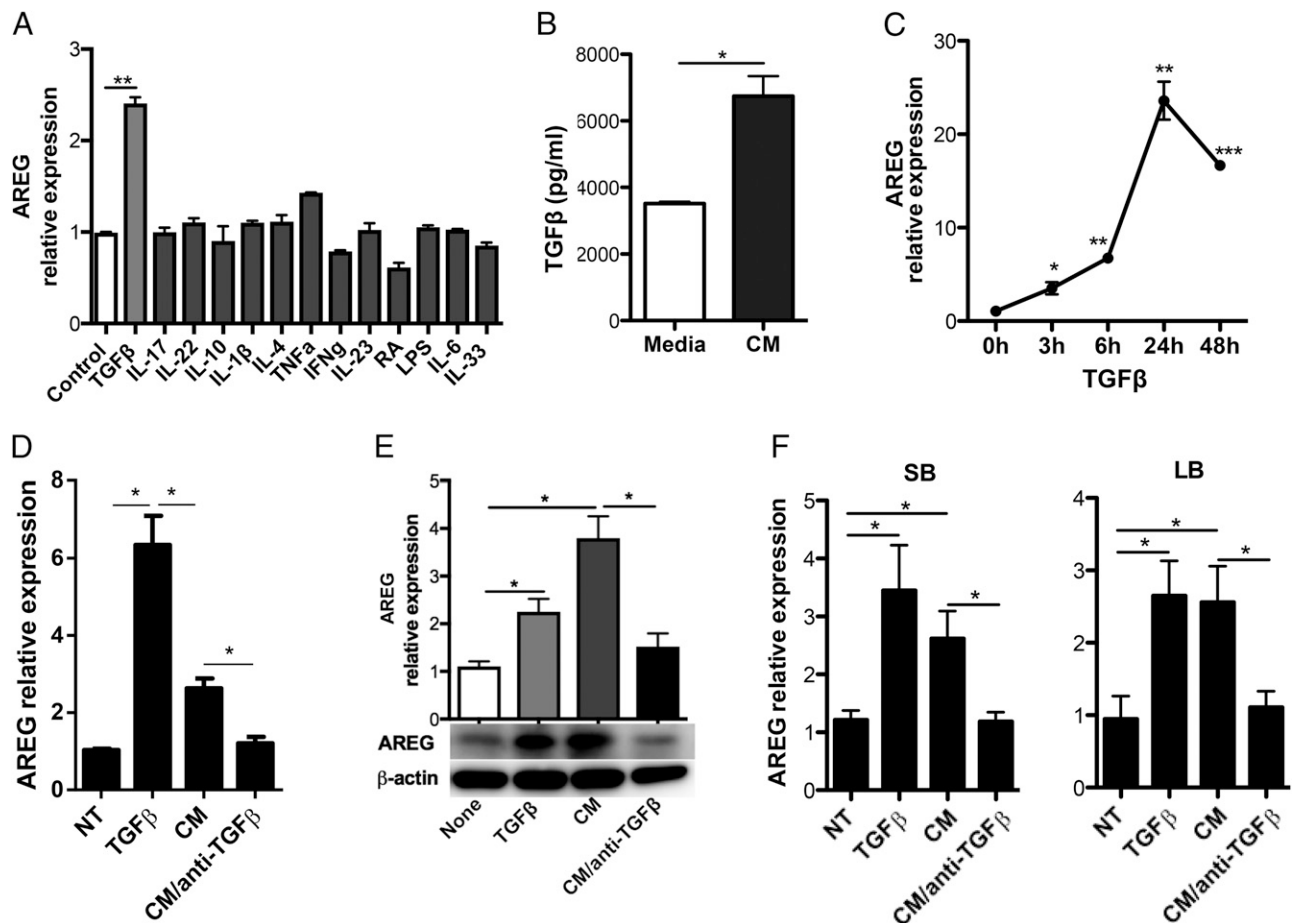 A
AREG
relative expression
3
2
1
0
**
Control
TGFβ
IL-17
IL-22
IL-10
IL-1β
IL-4
TNFa
IFNg
IL-23
RA
LPS
IL-6
IL-33
B
TGFβ (pg/ml)
8000
6000
4000
2000
0
*
Media
CM
C
AREG
relative expression
30
20
10
0
*
**
**
***
0h
3h
6h
24h
48h
TGFβ
D
AREG relative expression
8
6
4
2
0
*
*
*
NT
TGFβ
CM
CM/anti-TGFβ
E
AREG
relative expression
5
4
3
2
1
0
*
*
*
AREG
β-actin
None
TGFβ
CM
CM/anti-TGFβ
F
SB
AREG relative expression
5
4
3
2
1
0
*
*
*
NT
TGFβ
CM
CM/anti-TGFβ
LB
4
3
2
1
0
*
*
*
NT
TGFβ
CM
CM/anti-TGFβ